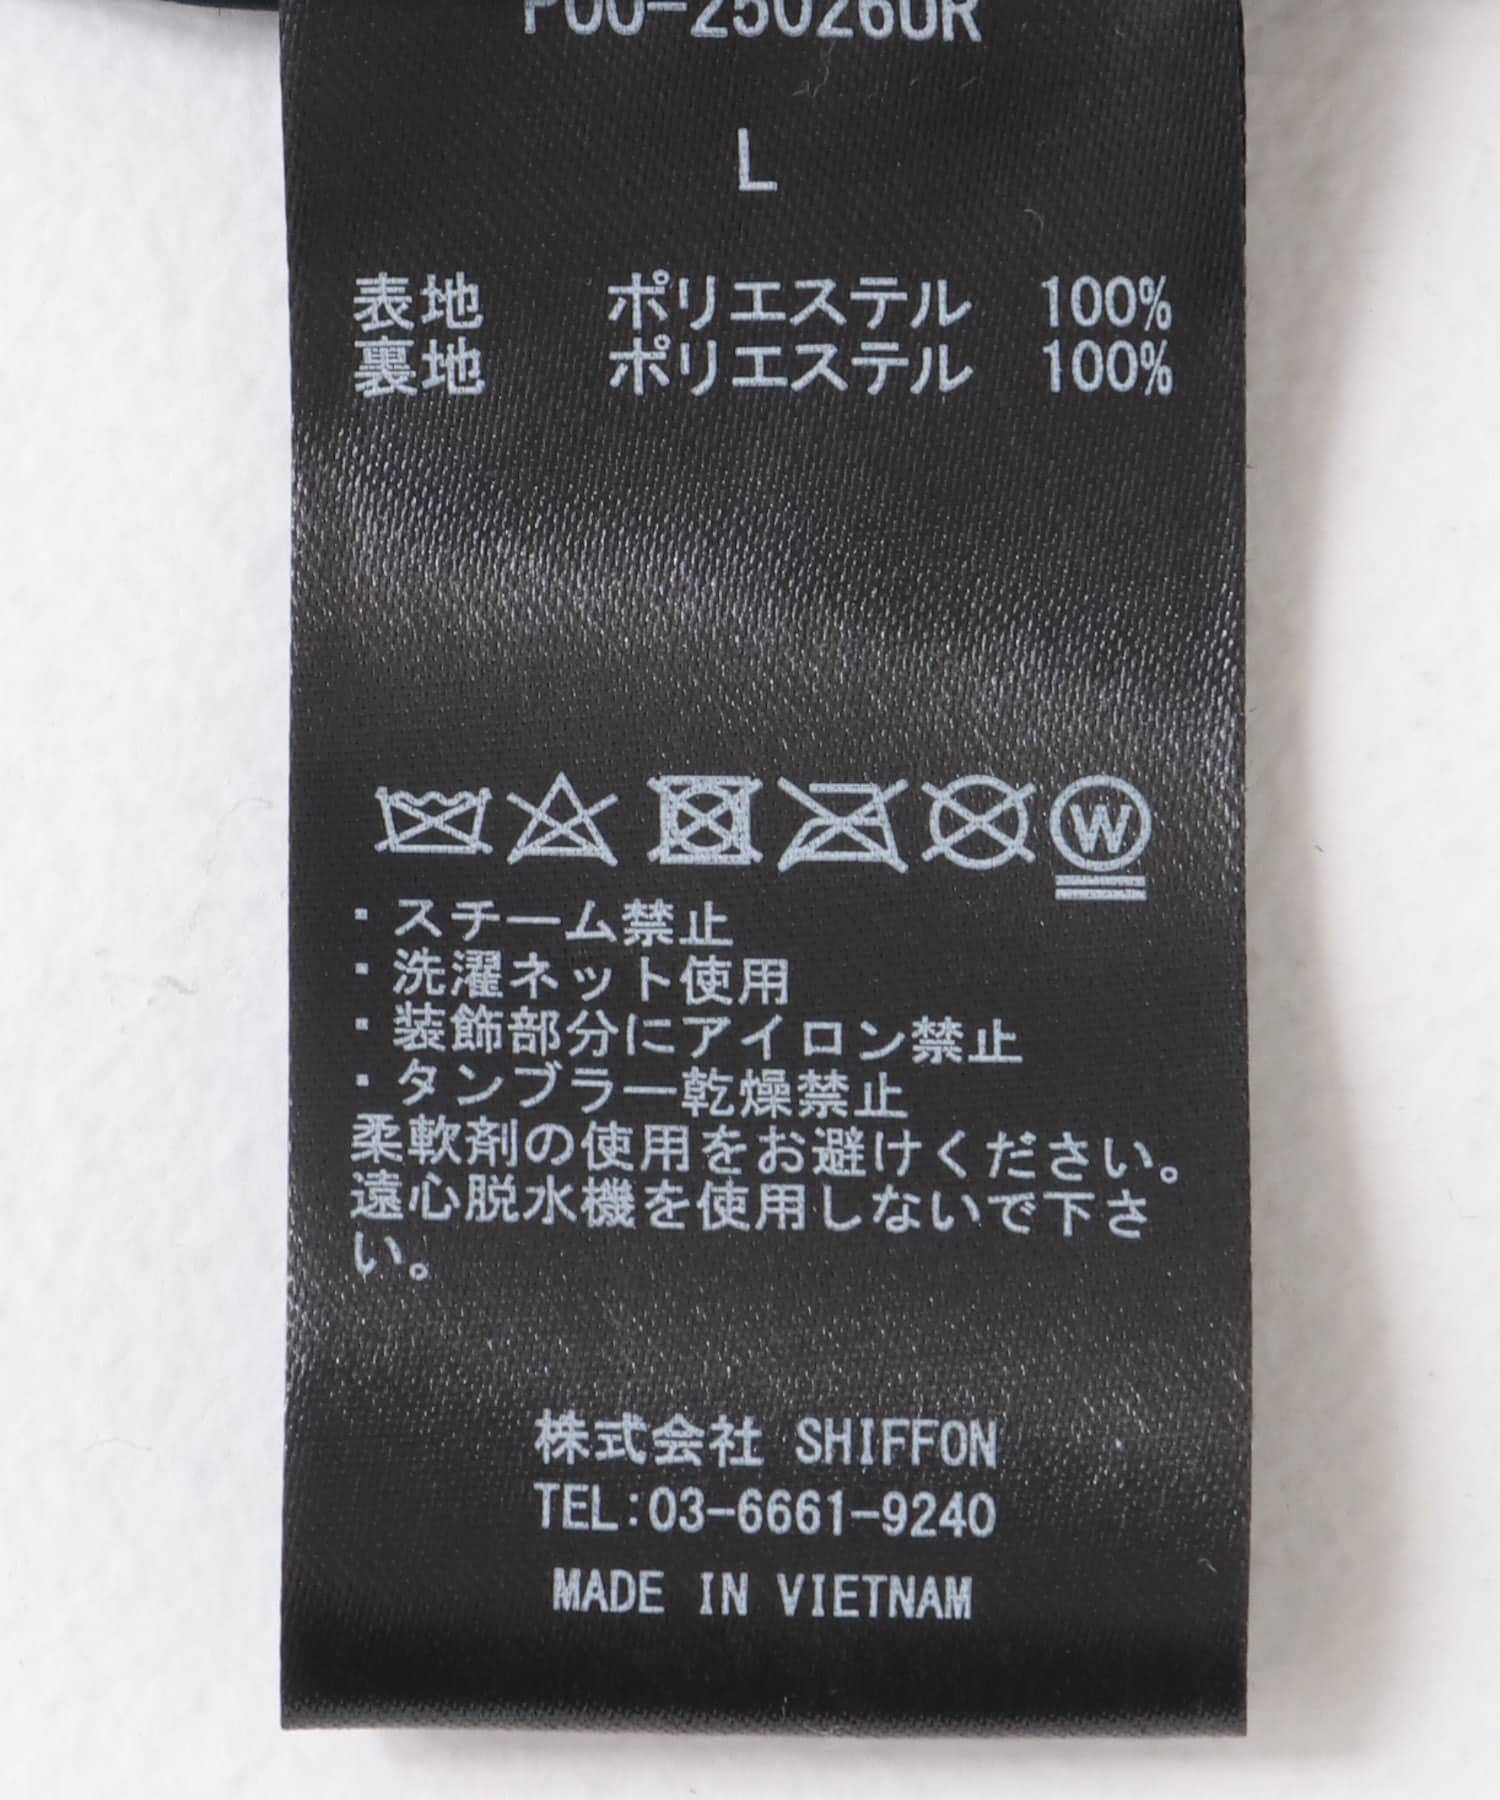 P00-250260R
L
表地 ポリエステル 100%
裏地 ポリエステル 100%
W
・スチーム禁止
・洗濯ネット使用
・装飾部分にアイロン禁止
・タンブラー乾燥禁止
柔軟剤の使用をお避けください。
遠心脱水機を使用しないで下さ
い。
株式会社 SHIFFON
TEL:03-6661-9240
MADE IN VIETNAM